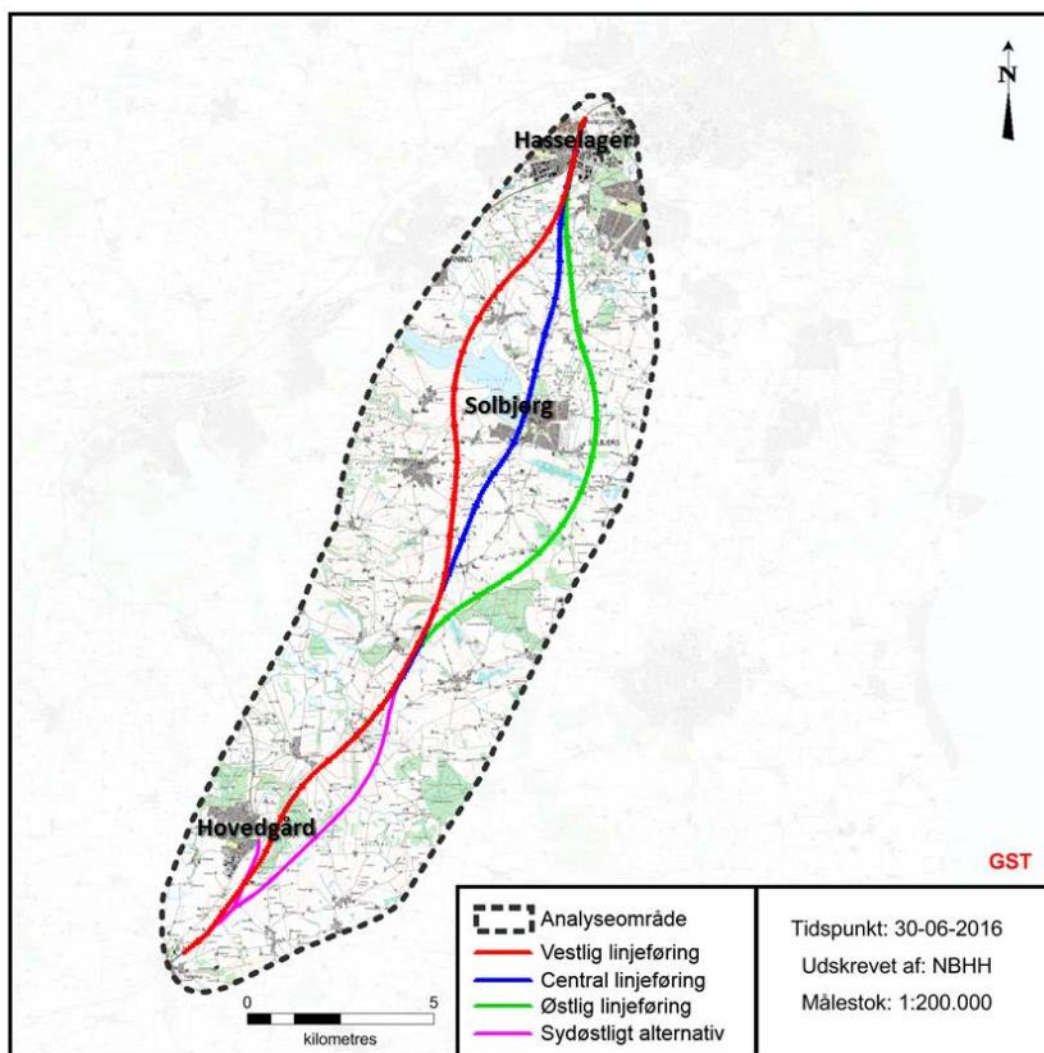 N
Hasselager
Solbjerg
Hovedgård
GST
0 5
kilometres
Analyseområde
Vestlig linjeføring
Central linjeføring
Østlig linjeføring
Sydøstligt alternativ
Tidspunkt: 30-06-2016
Udskrevet af: NBHH
Målestok: 1:200.000